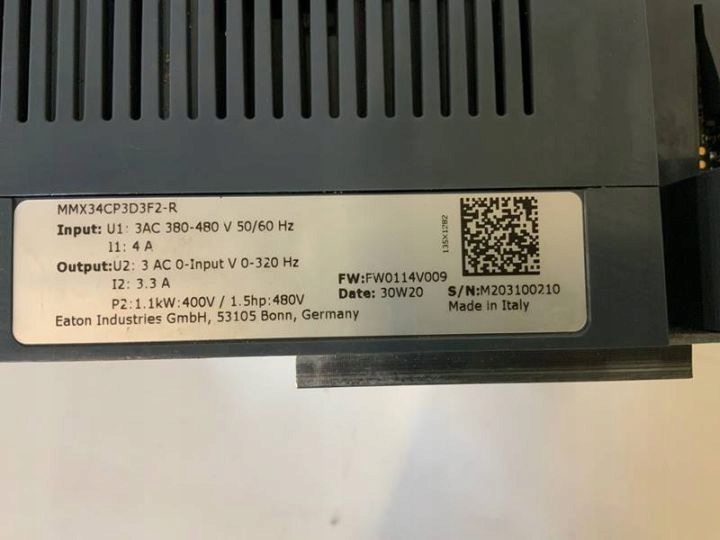 MMX34CP3D3F2-R
Input: U1: 3AC 380-480 V 50/60 Hz
I1: 4 A
Output:U2: 3 AC 0-Input V 0-320 Hz
I2: 3.3 A
P2:1.1kW:400V / 1.5hp:480V
Eaton Industries GmbH, 53105 Bonn, Germany
FW:FW0114V009
Date: 30W20
135X1282
S/N:M203100210
Made in Italy